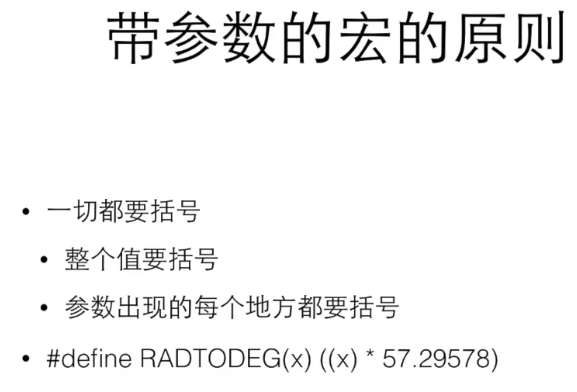 带参数的宏的原则
• 一切都要括号
• 整个值要括号
• 参数出现的每个地方都要括号
• #define RADTODEG(x) ((x) * 57.29578)